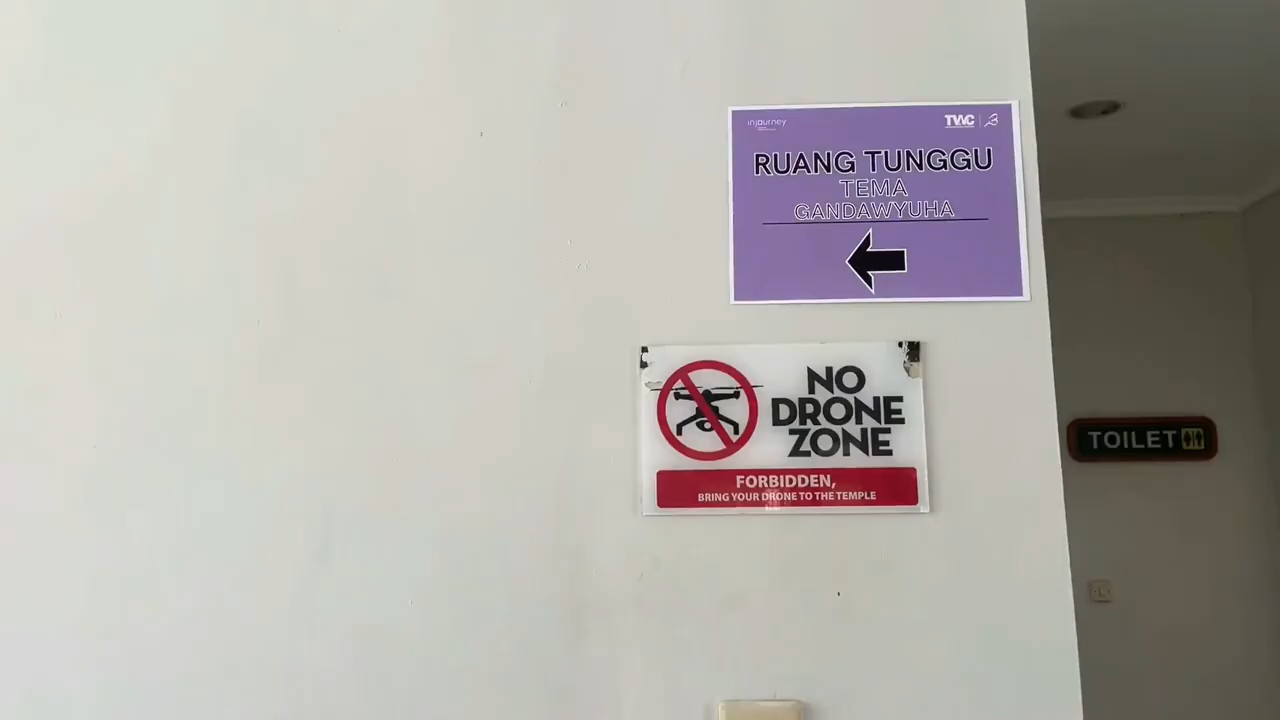 injourney
TWC
RUANG TUNGGU
TEMA
GANDAWYUHA
NO
DRONE
ZONE
FORBIDDEN,
BRING YOUR DRONE TO THE TEMPLE
TOILET